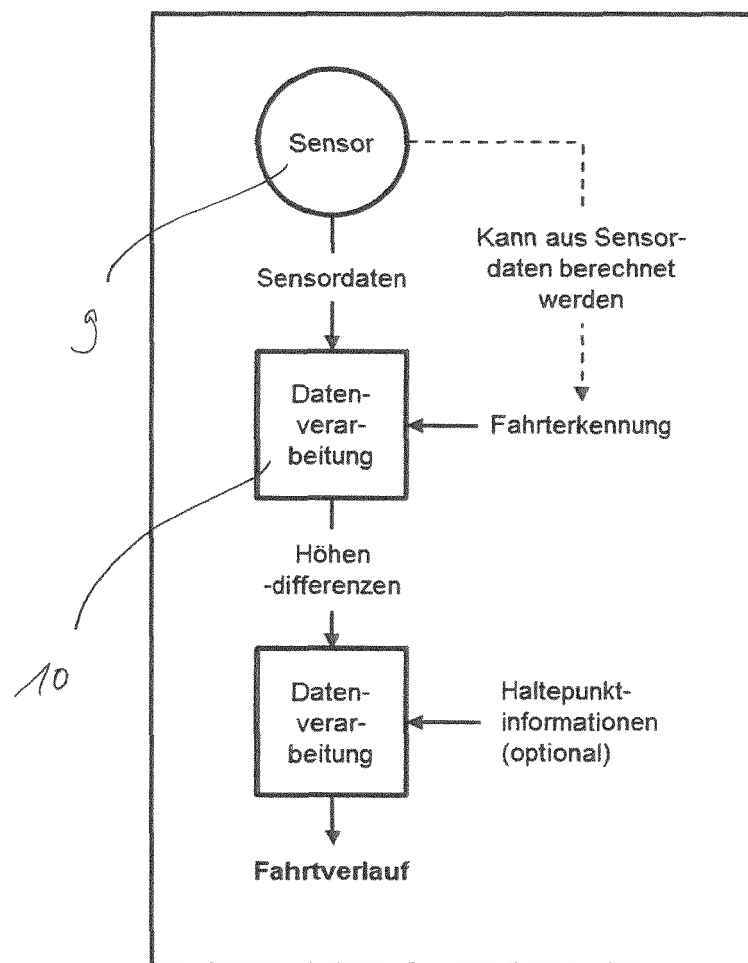 Sensor
Kann aus Sensor-
daten berechnet
werden
Sensordaten
9
Daten-
verar-
beitung
Fahrterkennung
Höhen
-differenzen
10
Daten-
verar-
beitung
Haltepunkt-
informationen
(optional)
Fahrtverlauf